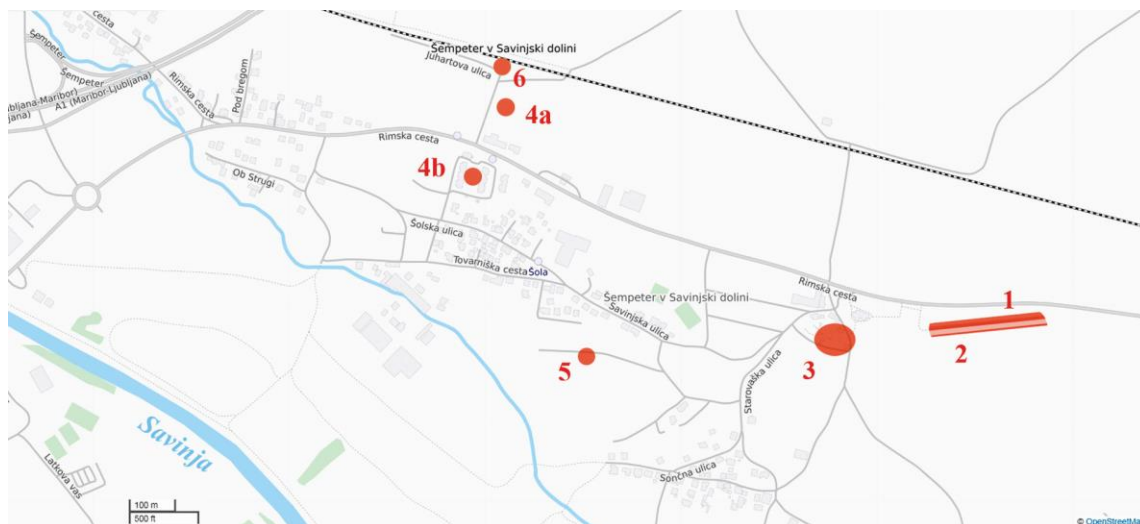 cesta
Šempeter
Šempeter
A1 (Maribor-Ljubljana)
Rimska cesta
Pod bregom
Šempeter v Savinjski dolini
Juhartova ulica
6
4a
Rimska cesta
4b
Ob Strugi
Šolska ulica
Tovarniška cesta
Šola
Rimska cesta
Šempeter v Savinjski dolini
Savinjska ulica
1
2
3
5
Starovaška ulica
Savinja
Latkova vas
Sončna ulica
100 m
500 ft
© OpenStreetMa